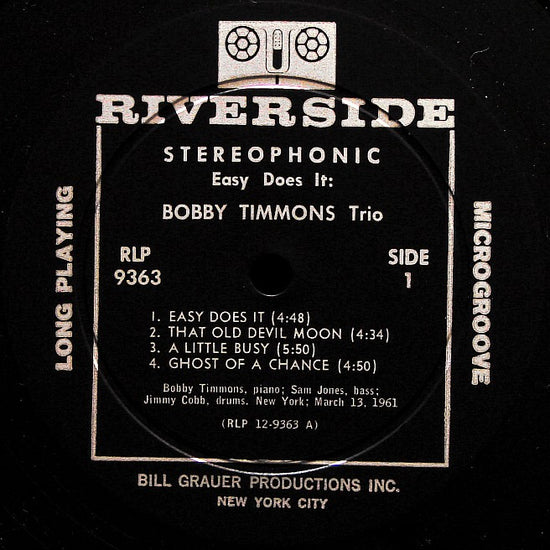 RIVERSIDE
STEREOPHONIC
Easy Does It:
BOBBY TIMMONS Trio
LONG PLAYING
MICROGROOVE
RLP
9363
SIDE
1
1. EASY DOES IT (4:48)
2. THAT OLD DEVIL MOON (4:34)
3. A LITTLE BUSY (5:50)
4. GHOST OF A CHANCE (4:50)
Bobby Timmons, piano; Sam Jones, bass;
Jimmy Cobb, drums. New York; March 13, 1961
(RLP 12-9363 A)
BILL GRAUER PRODUCTIONS INC.
NEW YORK CITY